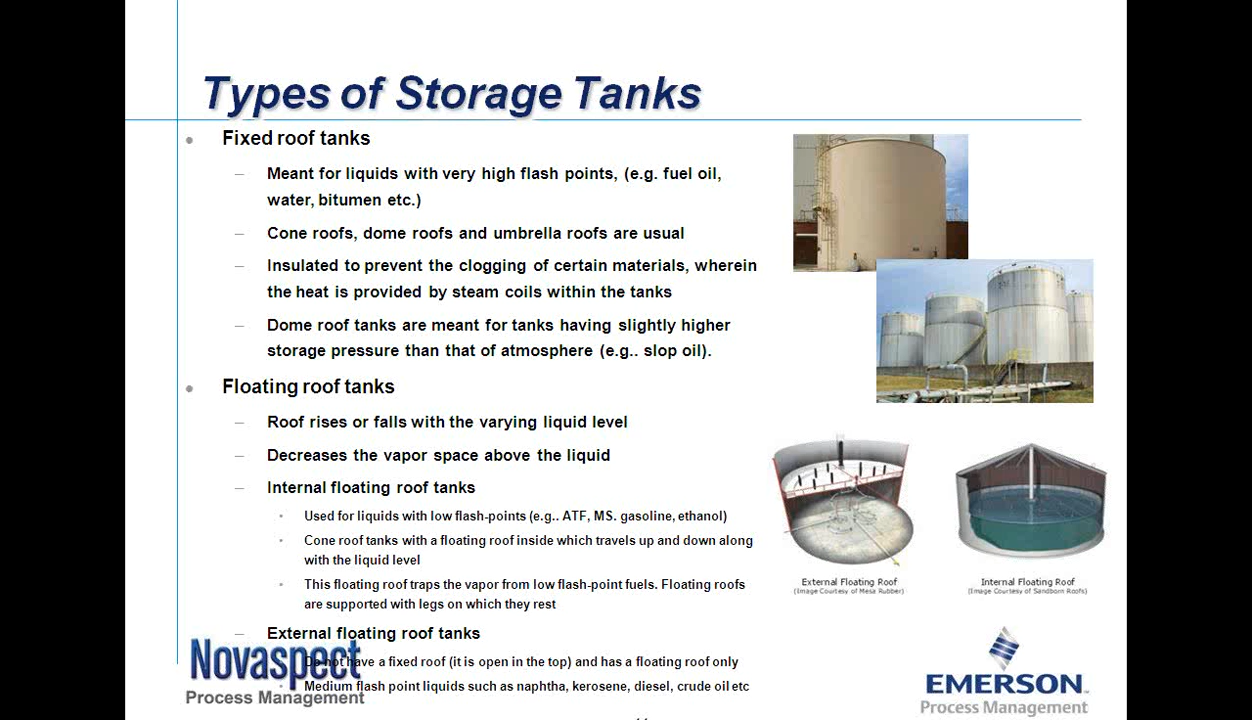 Types of Storage Tanks
Fixed roof tanks
– Meant for liquids with very high flash points, (e.g. fuel oil,
water, bitumen etc.)
– Cone roofs, dome roofs and umbrella roofs are usual
– Insulated to prevent the clogging of certain materials, wherein
the heat is provided by steam coils within the tanks
– Dome roof tanks are meant for tanks having slightly higher
storage pressure than that of atmosphere (e.g.. slop oil).
Floating roof tanks
– Roof rises or falls with the varying liquid level
– Decreases the vapor space above the liquid
– Internal floating roof tanks
Used for liquids with low flash-points (e.g.. ATF, MS. gasoline, ethanol)
Cone roof tanks with a floating roof inside which travels up and down along
with the liquid level
This floating roof traps the vapor from low flash-point fuels. Floating roofs
are supported with legs on which they rest
– External floating roof tanks
Do not have a fixed roof (it is open in the top) and has a floating roof only
Medium flash point liquids such as naphtha, kerosene, diesel, crude oil etc
External Floating Roof
(Image Courtesy of Mesa Rubber)
Internal Floating Roof
(Image Courtesy of Sandborn Roofs)
Novaspect
Process Management
EMERSON
Process Management